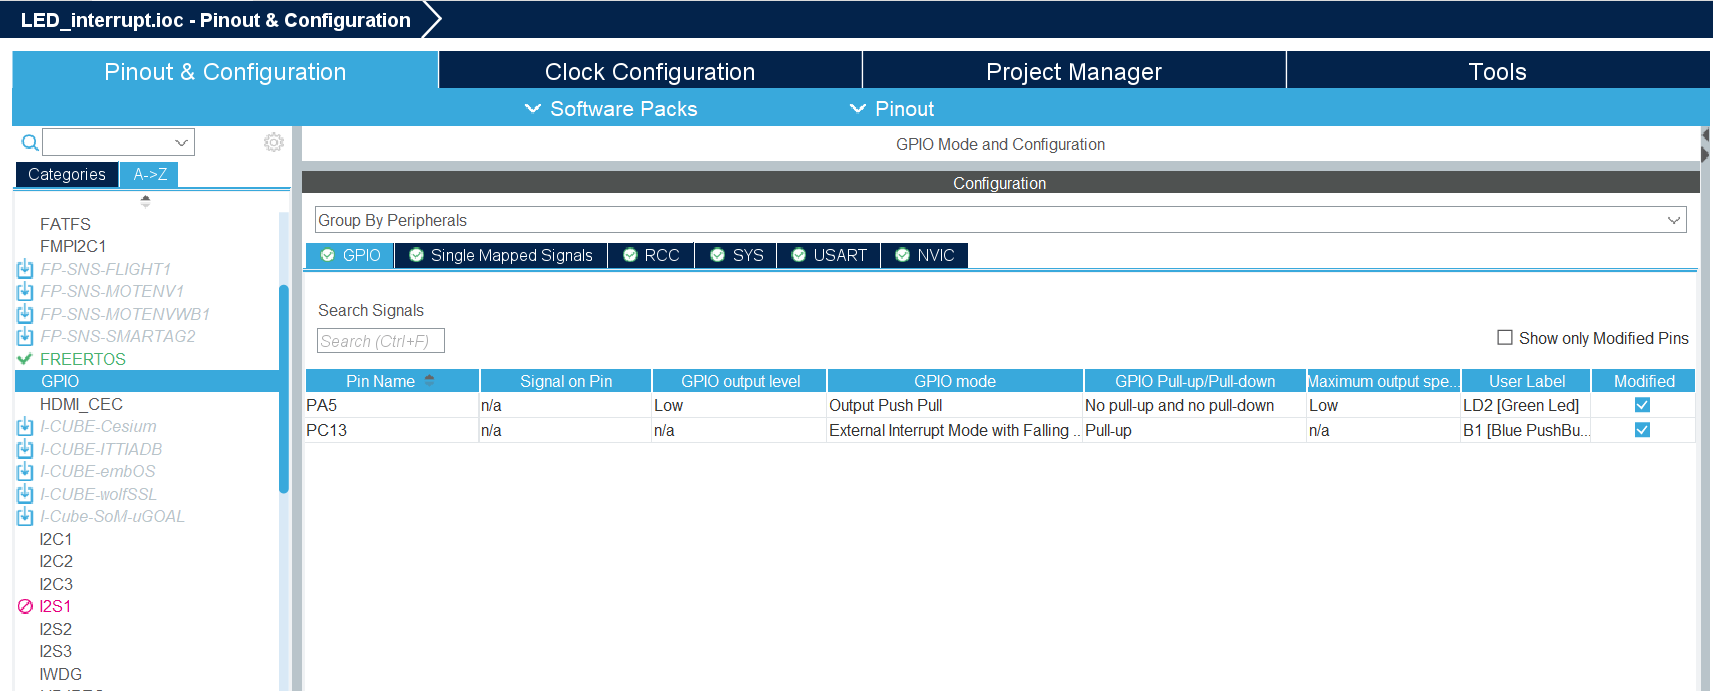 LED_interrupt.ioc - Pinout & Configuration
Pinout & Configuration
Clock Configuration
Project Manager
Tools
Software Packs
Pinout
GPIO Mode and Configuration
Categories
A->Z
Configuration
FATFS
FMPI2C1
FP-SNS-FLIGHT1
FP-SNS-MOTENV1
FP-SNS-MOTENVWB1
FP-SNS-SMARTAG2
FREERTOS
GPIO
HDMI_CEC
I-CUBE-Cesium
I-CUBE-ITTIADB
I-CUBE-embOS
I-CUBE-wolfSSL
I-Cube-SoM-uGOAL
I2C1
I2C2
I2C3
I2S1
I2S2
I2S3
IWDG
Group By Peripherals
GPIO
Single Mapped Signals
RCC
SYS
USART
NVIC
Search Signals
Search (Ctrl+F)
Show only Modified Pins
Pin Name Signal on Pin GPIO output level GPIO mode GPIO Pull-up/Pull-down Maximum output spe... User Label Modified
PA5 n/a Low Output Push Pull No pull-up and no pull-down Low LD2 [Green Led]
PC13 n/a n/a External Interrupt Mode with Falling .. Pull-up n/a B1 [Blue PushBu...